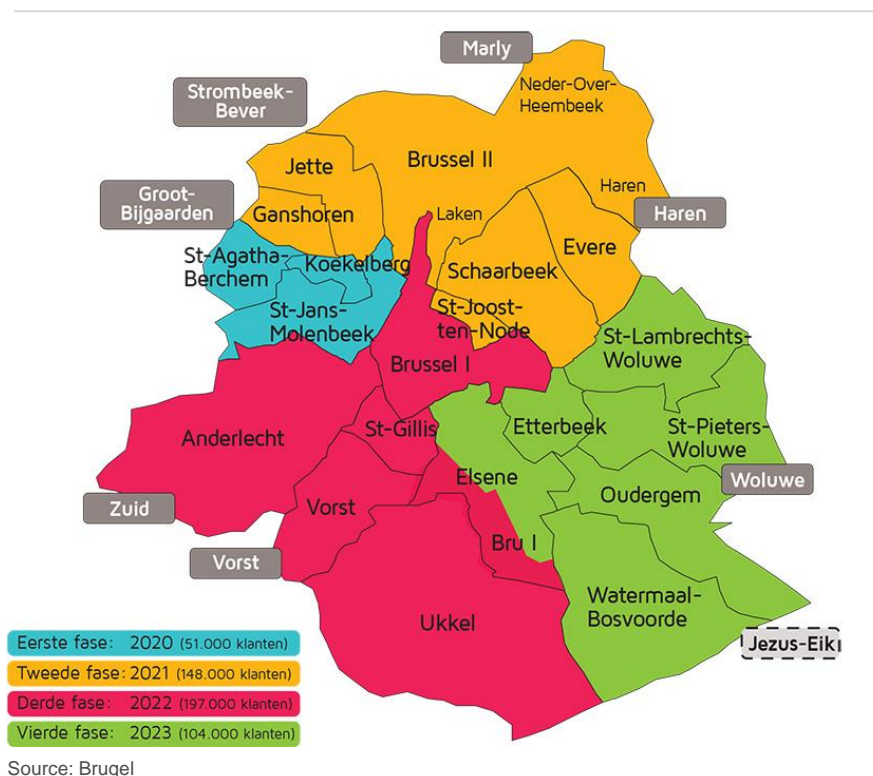 Marly
Neder-Over-
Heembeek
Strombeek-
Bever
Jette
Brussel II
Groot-
Bijgaarden
Ganshoren
Laken
Haren
Haren
St-Agatha-
Berchem
Koekelberg
Schaarbeek
Evere
St-Jans-
Molenbeek
St-Joost-
ten-Node
St-Lambrechts-
Woluwe
Brussel I
Anderlecht
St-Gillis
Etterbeek
St-Pieters-
Woluwe
Elsene
Woluwe
Zuid
Vorst
Oudergem
Vorst
Bru I
Ukkel
Watermaal-
Bosvoorde
Jezus-Eik
Eerste fase: 2020 (51.000 klanten)
Tweede fase: 2021 (148.000 klanten)
Derde fase: 2022 (197.000 klanten)
Vierde fase: 2023 (104.000 klanten)
Source: Brugel